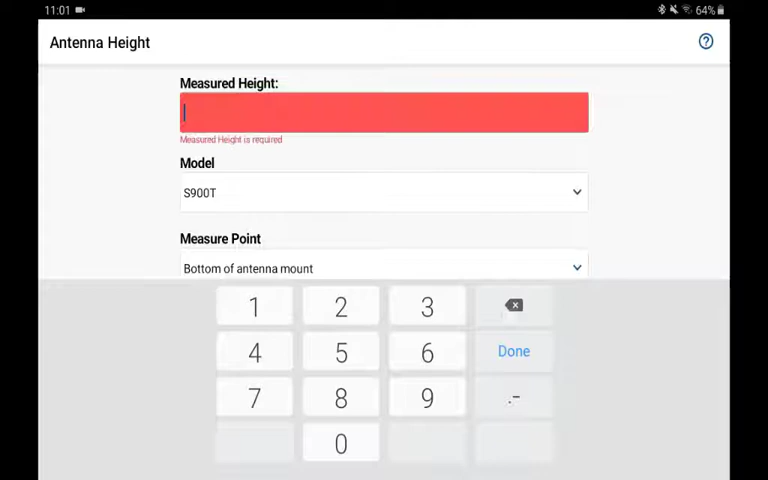 11:01
64%
Antenna Height
Measured Height:
Measured Height is required
Model
S900T
Measure Point
Bottom of antenna mount
1 2 3
4 5 6 Done
7 8 9 .-
0